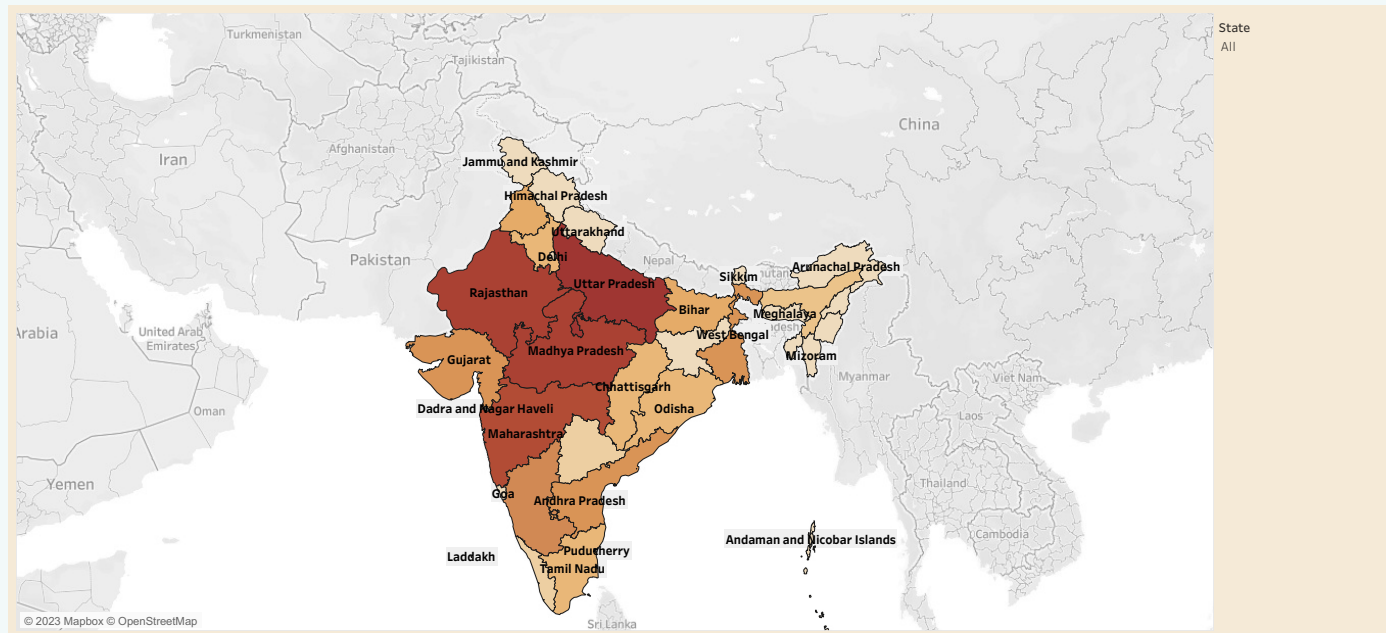 State
All
Turkmenistan
Tajikistan
China
Iran
Afghanistan
Jammu and Kashmir
Himachal Pradesh
Uttarakhand
Pakistan
Delhi
Nepal
Sikkim
Arunachal Pradesh
Rajasthan
Uttar Pradesh
Bihar
Meghalaya
Arabia
United Arab
Emirates
West Bengal
Gujarat
Madhya Pradesh
Mizoram
Myanmar
Viet Nam
Chhattisgarh
Oman
Dadra and Nagar Haveli
Odisha
Laos
Maharashtra
Yemen
Goa
Andhra Pradesh
Thailand
Andaman and Nicobar Islands
Cambodia
Laddakh
Puducherry
Tamil Nadu
© 2023 Mapbox © OpenStreetMap
Sri Lanka